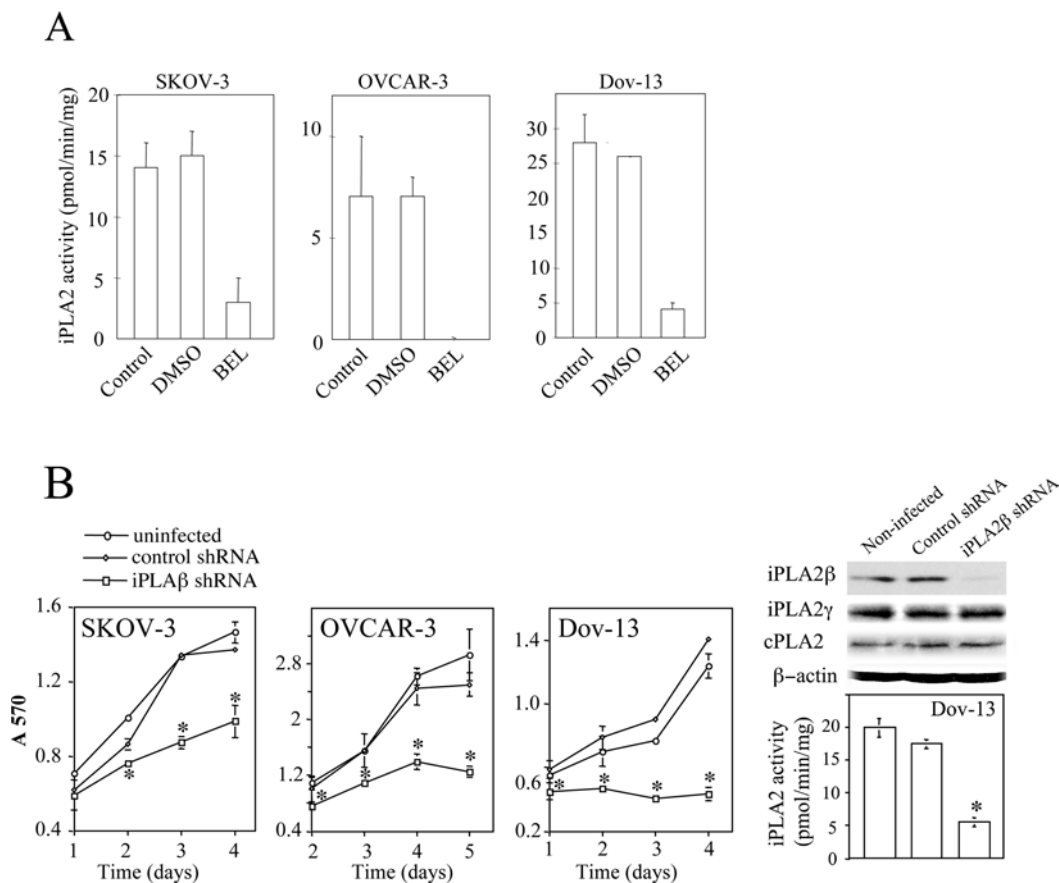 A
SKOV-3
OVCAR-3
Dov-13
iPLA2 activity (pmol/min/mg)
20
15
10
5
0
10
5
0
30
25
20
15
10
5
0
Control
DMSO
BEL
Control
DMSO
BEL
Control
DMSO
BEL
B
uninfected
control shRNA
iPLAβ shRNA
A 570
SKOV-3
1.6
1.2
0.8
0.4
*
*
*
1
2
3
4
Time (days)
OVCAR-3
2.8
2
1.2
0.4
*
*
*
*
2
3
4
5
Time (days)
Dov-13
1.4
1.0
0.6
0.2
*
*
*
*
1
2
3
4
Time (days)
Non-infected
Control shRNA
iPLA2β shRNA
iPLA2β
iPLA2γ
cPLA2
β-actin
iPLA2 activity
(pmol/min/mg)
Dov-13
20
15
10
5
0
*